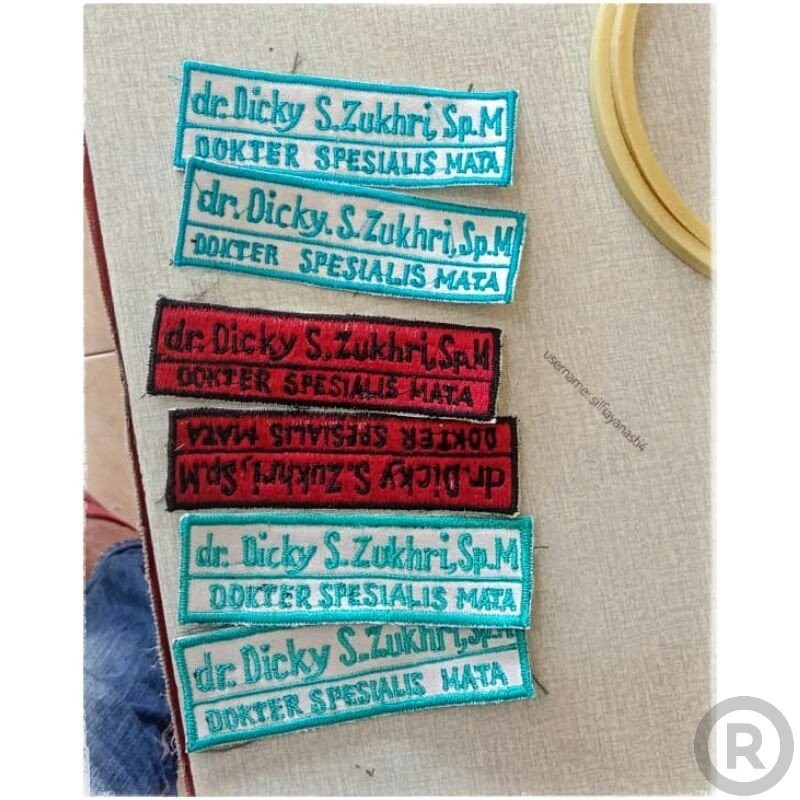 dr. Dicky S. Zukhri, Sp.M
DOKTER SPESIALIS MATA
dr. Dicky. S. Zukhri, Sp.M
DOKTER SPESIALIS MATA
dr. Dicky S. Zukhri, Sp.M
DOKTER SPESIALIS MATA
dr. Dicky S. Zukhri, Sp.M
DOKTER SPESIALIS MATA
dr. Dicky S. Zukhri, Sp.M
DOKTER SPESIALIS MATA
dr. Dicky S. Zukhri, Sp.M
DOKTER SPESIALIS MATA
username: silfiayanasti4
R